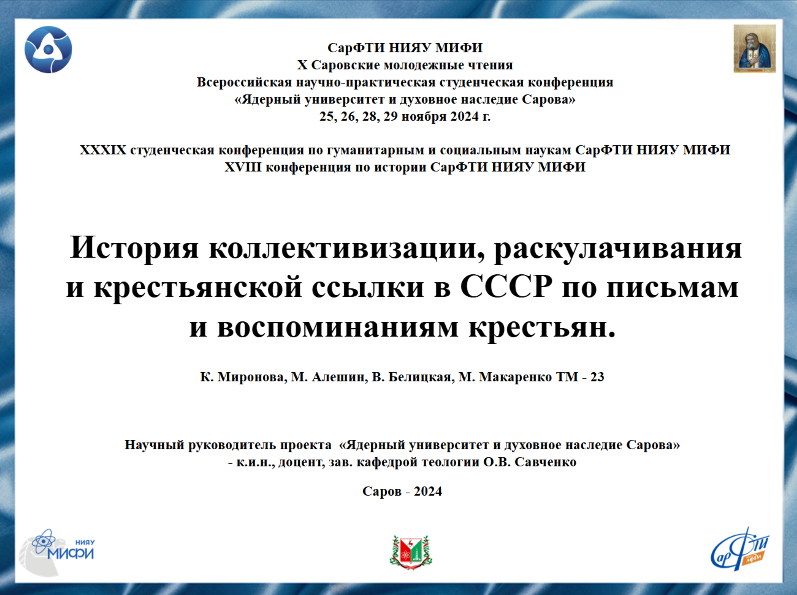 СарФТИ НИЯУ МИФИ
X Саровские молодежные чтения
Всероссийская научно-практическая студенческая конференция
«Ядерный университет и духовное наследие Сарова»
25, 26, 28, 29 ноября 2024 г.
XXXIX студенческая конференция по гуманитарным и социальным наукам СарФТИ НИЯУ МИФИ
XVIII конференция по истории СарФТИ НИЯУ МИФИ
История коллективизации, раскулачивания
и крестьянской ссылки в СССР по письмам
и воспоминаниям крестьян.
К. Миронова, М. Алешин, В. Белицкая, М. Макаренко ТМ - 23
Научный руководитель проекта «Ядерный университет и духовное наследие Сарова»
- к.и.н., доцент, зав. кафедрой теологии О.В. Савченко
Саров - 2024
НИЯУ
МИФИ
СарФТИ